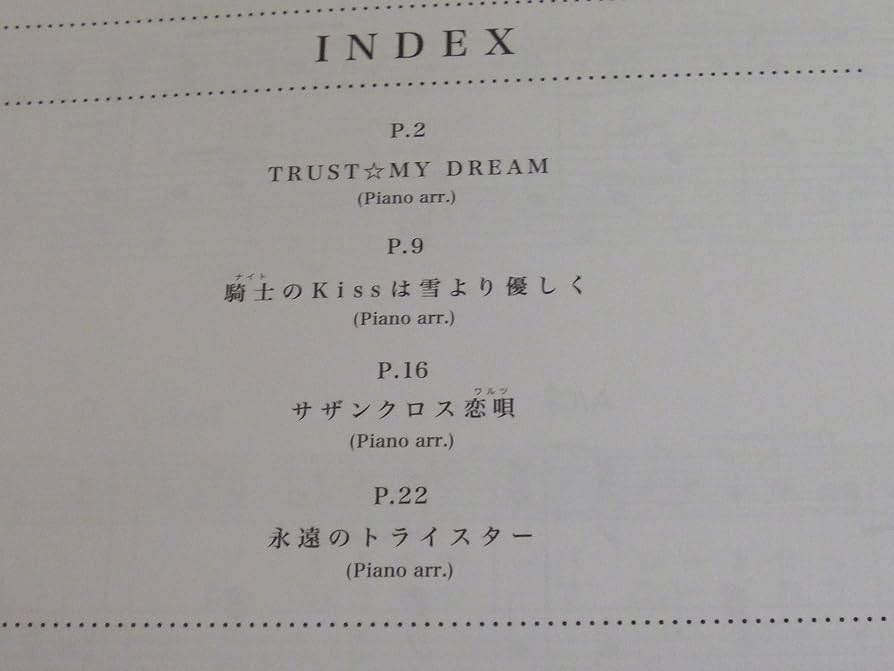 INDEX
P.2
TRUST☆MY DREAM
(Piano arr.)
P.9
ナイト
騎士のKissは雪より優しく
(Piano arr.)
P.16
ワルツ
サザンクロス恋唄
(Piano arr.)
P.22
永遠のトライスター
(Piano arr.)